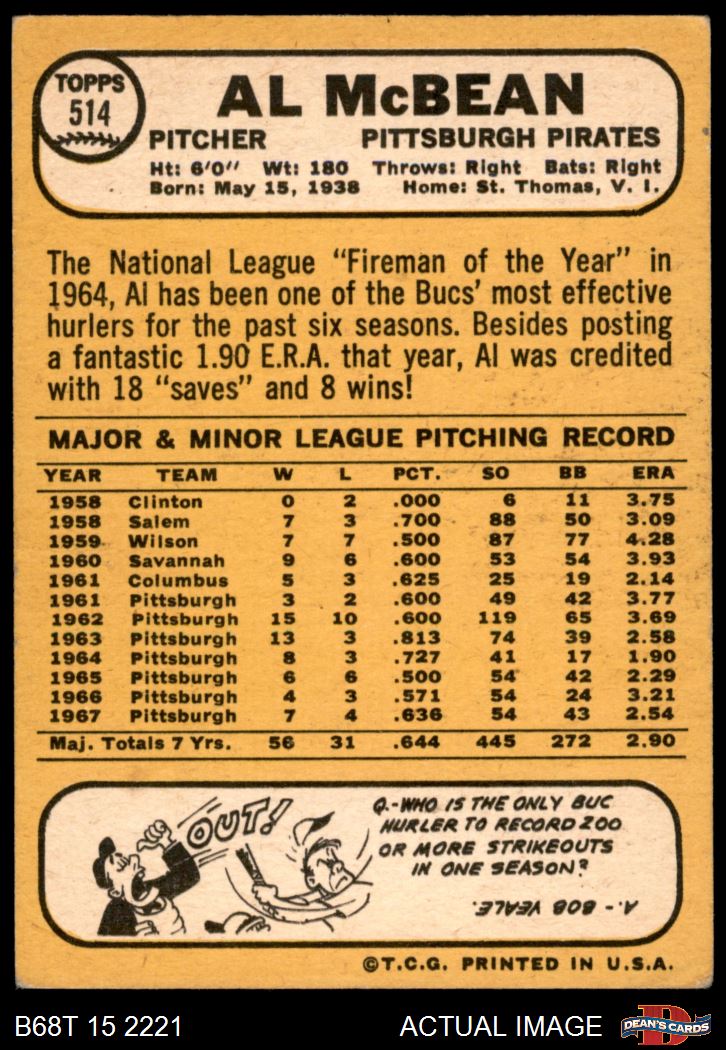 TOPPS
514
AL McBEAN
PITCHER PITTSBURGH PIRATES
Ht: 6'0" Wt: 180 Throws: Right Bats: Right
Born: May 15, 1938 Home: St. Thomas, V. I.
The National League "Fireman of the Year" in
1964, Al has been one of the Bucs' most effective
hurlers for the past six seasons. Besides posting
a fantastic 1.90 E.R.A. that year, Al was credited
with 18 "saves" and 8 wins!
MAJOR & MINOR LEAGUE PITCHING RECORD
YEAR TEAM W L PCT. SO BB ERA
1958 Clinton 0 2 .000 6 11 3.75
1958 Salem 7 3 .700 88 50 3.09
1959 Wilson 7 7 .500 87 77 4.28
1960 Savannah 9 6 .600 53 54 3.93
1961 Columbus 5 3 .625 25 19 2.14
1961 Pittsburgh 3 2 .600 49 42 3.77
1962 Pittsburgh 15 10 .600 119 65 3.69
1963 Pittsburgh 13 3 .813 74 39 2.58
1964 Pittsburgh 8 3 .727 41 17 1.90
1965 Pittsburgh 6 6 .500 54 42 2.29
1966 Pittsburgh 4 3 .571 54 24 3.21
1967 Pittsburgh 7 4 .636 54 43 2.54
Maj. Totals 7 Yrs. 56 31 .644 445 272 2.90
OUT!
Q.-WHO IS THE ONLY BUC
HURLER TO RECORD 200
OR MORE STRIKEOUTS
IN ONE SEASON?
A.- BOB VEALE.
©T.C.G. PRINTED IN U.S.A.
B68T 15 2221 ACTUAL IMAGE
D
DEAN'S CARDS